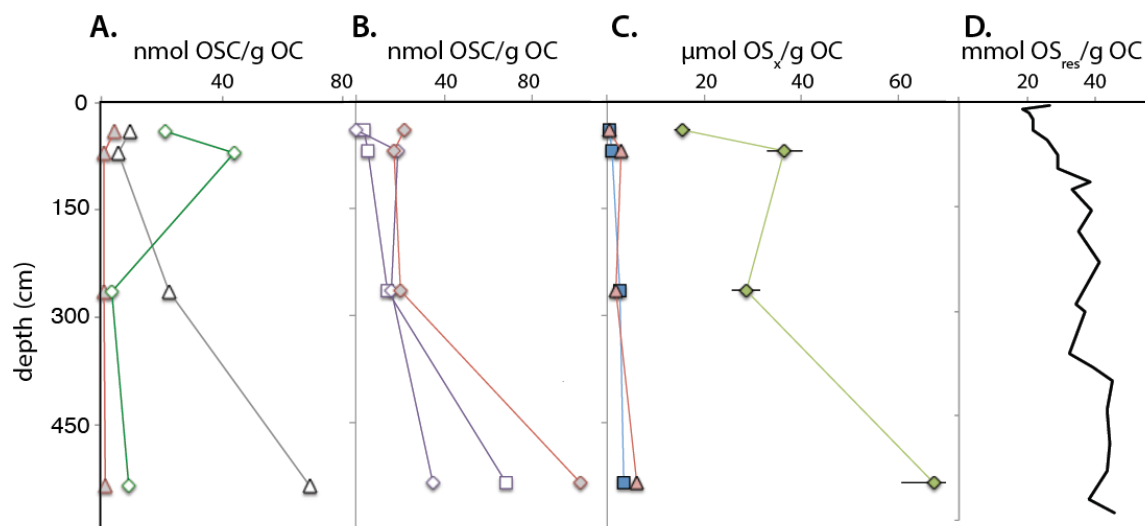 A.
B.
C.
D.
nmol OSC/g OC
nmol OSC/g OC
µmol OSx/g OC
mmol OSres/g OC
40
80
40
80
20
60
20
40
0
150
300
450
depth (cm)